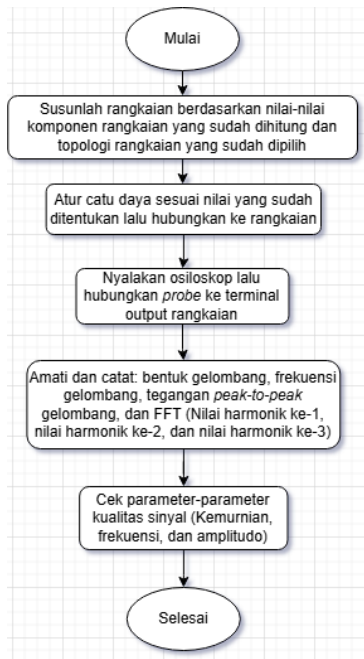 Mulai
Susunlah rangkaian berdasarkan nilai-nilai
komponen rangkaian yang sudah dihitung dan
topologi rangkaian yang sudah dipilih
Atur catu daya sesuai nilai yang sudah
ditentukan lalu hubungkan ke rangkaian
Nyalakan osiloskop lalu
hubungkan probe ke terminal
output rangkaian
Amati dan catat: bentuk gelombang, frekuensi
gelombang, tegangan peak-to-peak
gelombang, dan FFT (Nilai harmonik ke-1,
nilai harmonik ke-2, dan nilai harmonik ke-3)
Cek parameter-parameter
kualitas sinyal (Kemurnian,
frekuensi, dan amplitudo)
Selesai